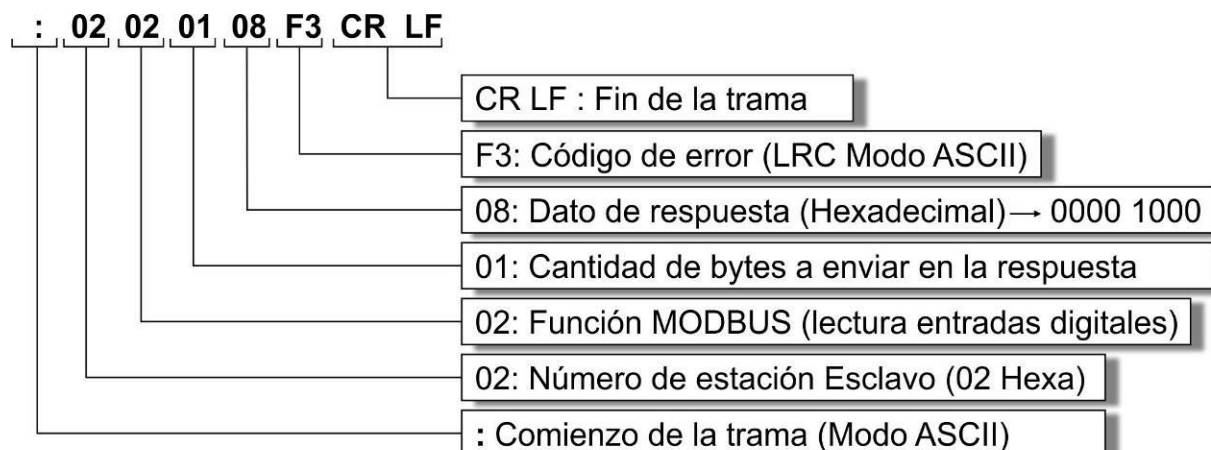 : 02 02 01 08 F3 CR LF
CR LF : Fin de la trama
F3: Código de error (LRC Modo ASCII)
08: Dato de respuesta (Hexadecimal)→ 0000 1000
01: Cantidad de bytes a enviar en la respuesta
02: Función MODBUS (lectura entradas digitales)
02: Número de estación Esclavo (02 Hexa)
: Comienzo de la trama (Modo ASCII)